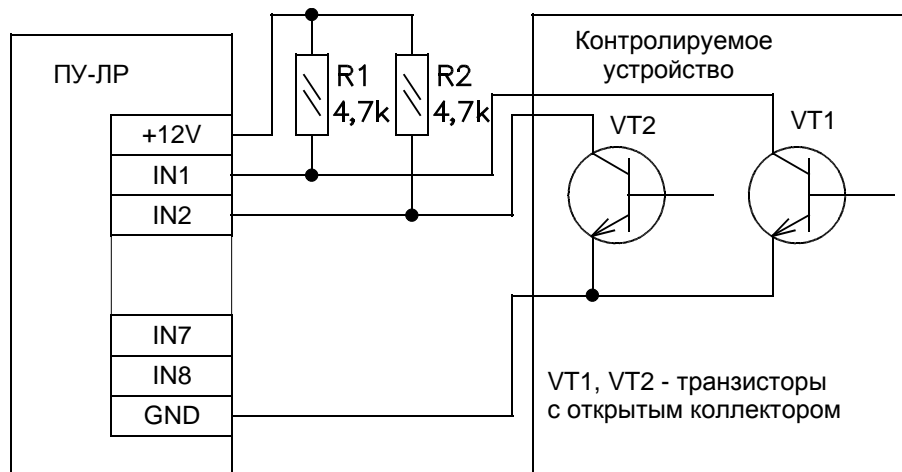 ПУ-ЛР
+12V
IN1
IN2
IN7
IN8
GND
R1
4,7k
R2
4,7k
Контролируемое
устройство
VT2
VT1
VT1, VT2 - транзисторы
с открытым коллектором